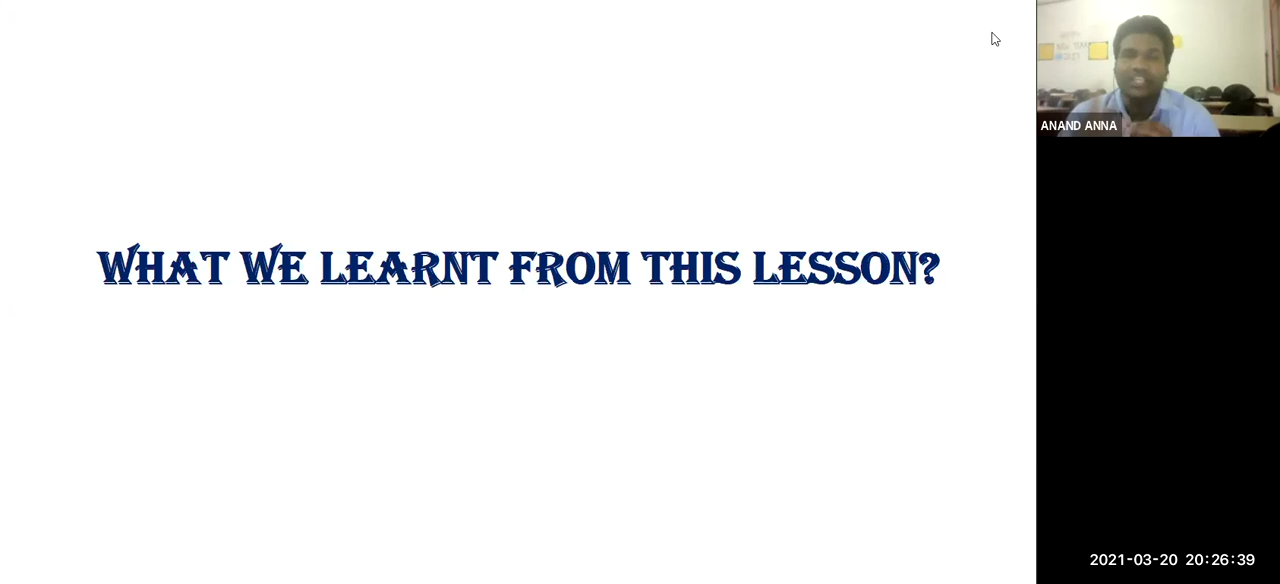 WHAT WE LEARNT FROM THIS LESSON?
ANAND ANNA
2021-03-20 20:26:39